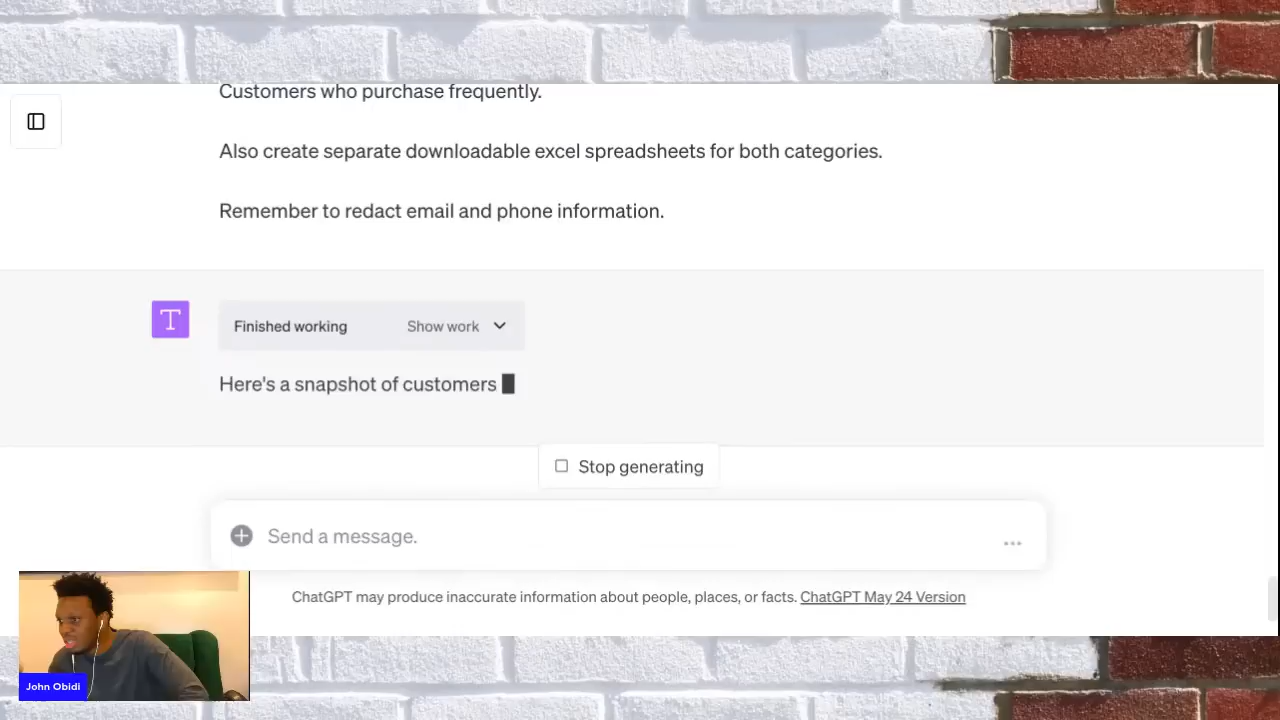 Customers who purchase frequently.
Also create separate downloadable excel spreadsheets for both categories.
Remember to redact email and phone information.
T
Finished working Show work
Here's a snapshot of customers
Stop generating
Send a message.
ChatGPT may produce inaccurate information about people, places, or facts. ChatGPT May 24 Version
John Obidi